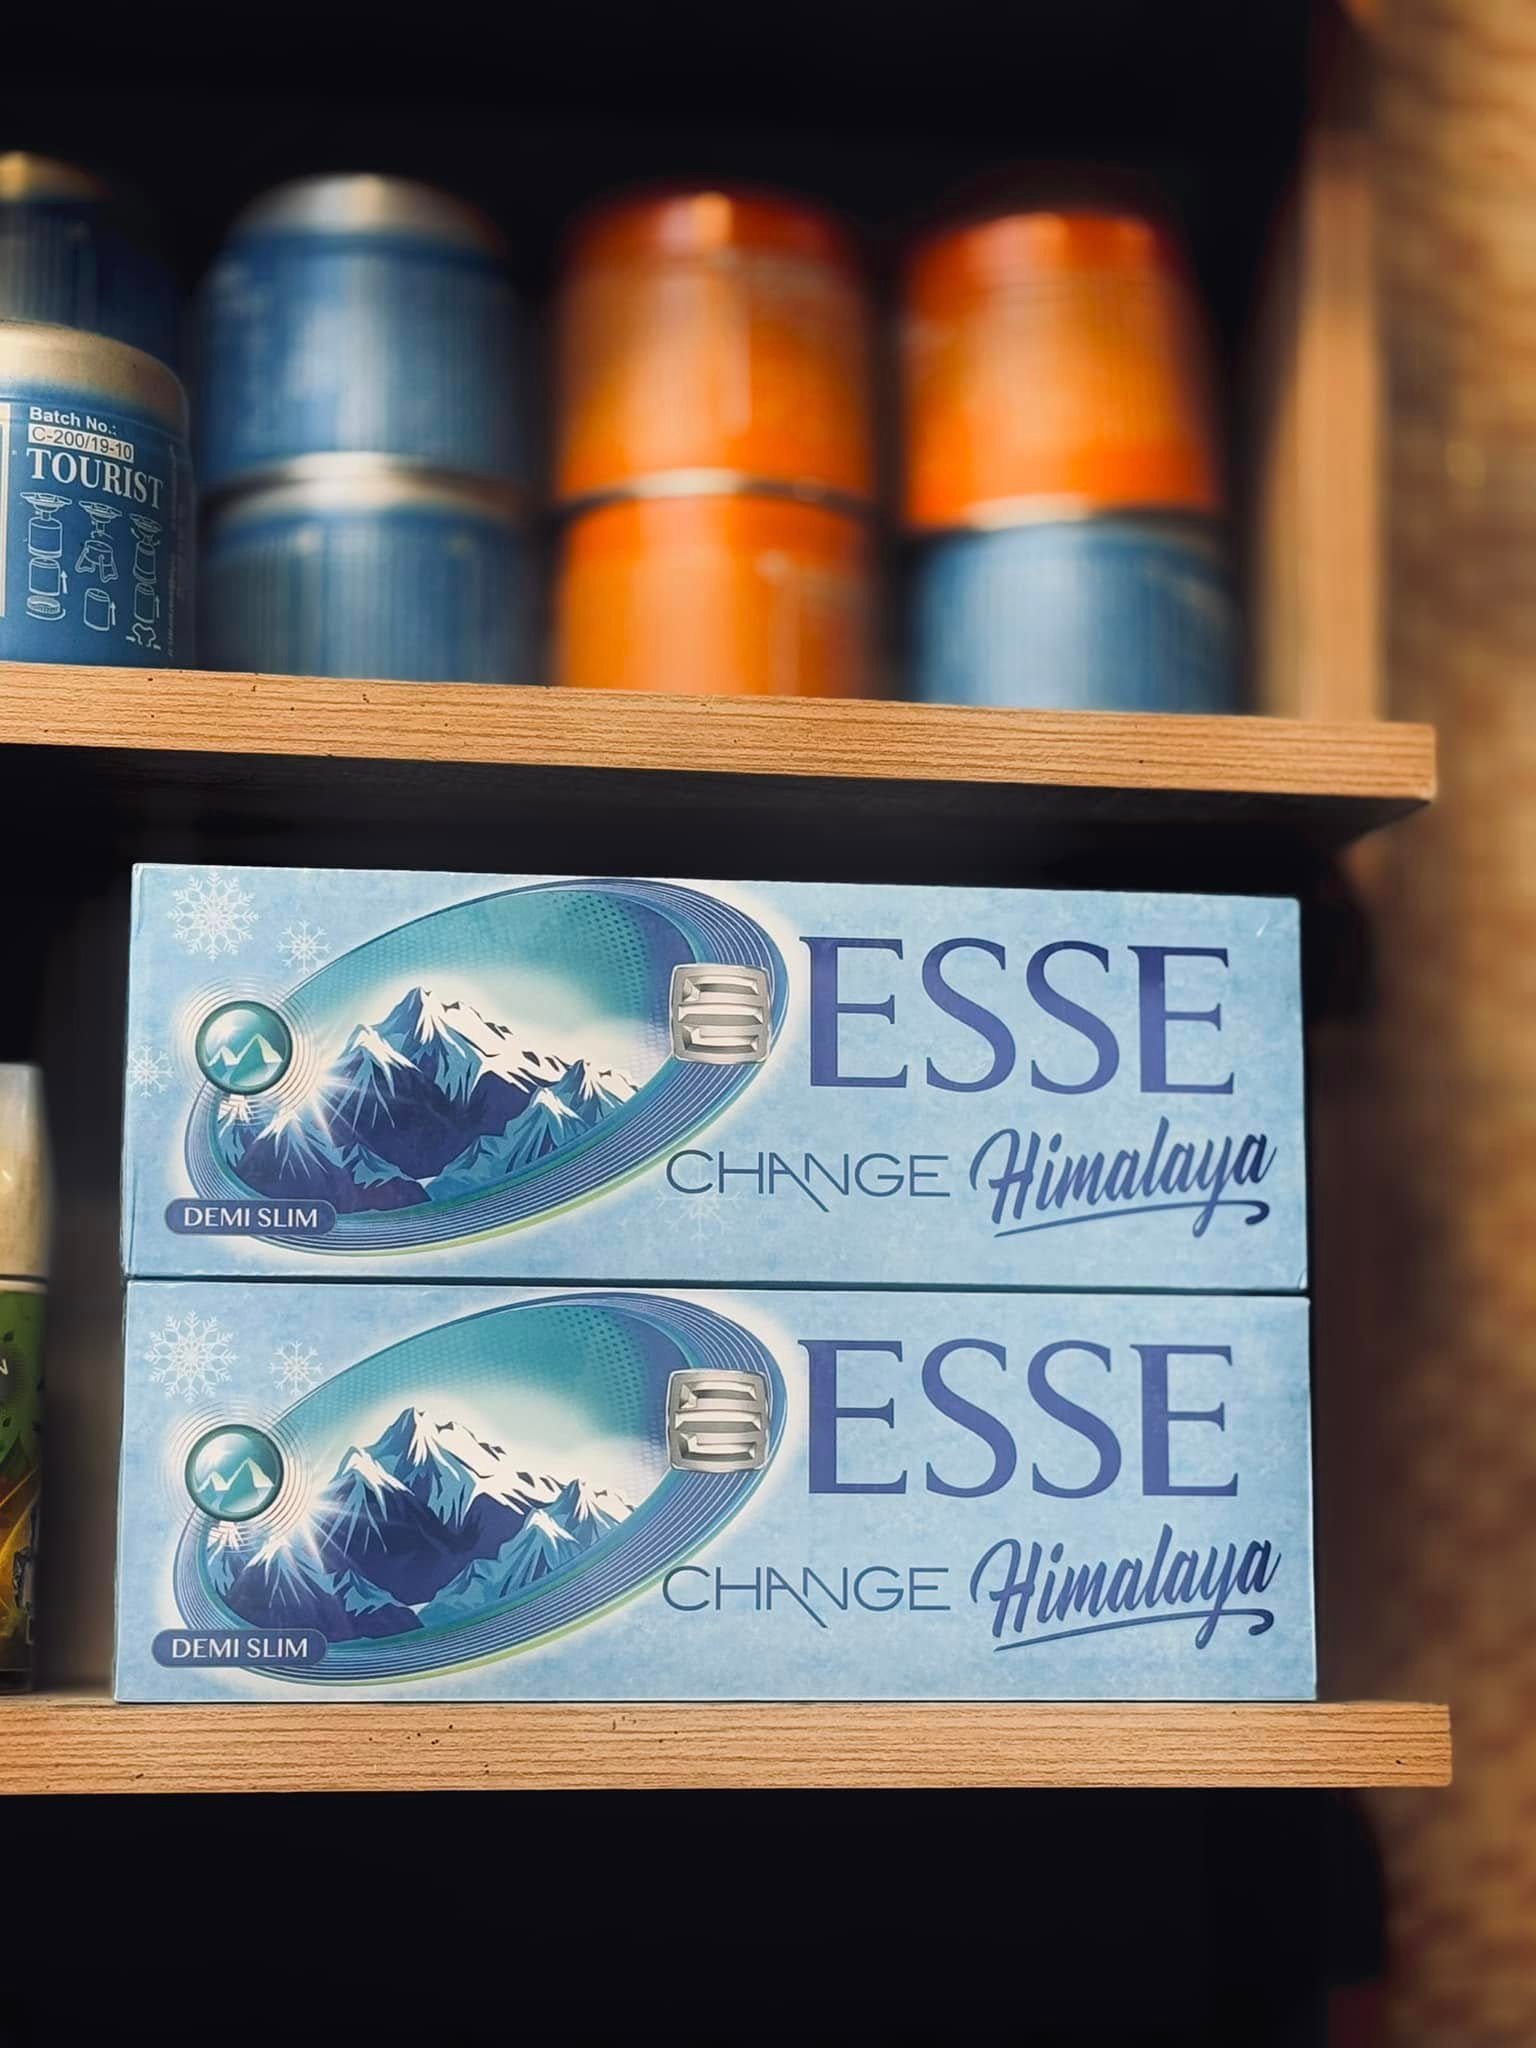 Batch No.:
C-200/19-10
TOURIST
ESSE
CHANGE Himalaya
DEMI SLIM
ESSE
CHANGE Himalaya
DEMI SLIM